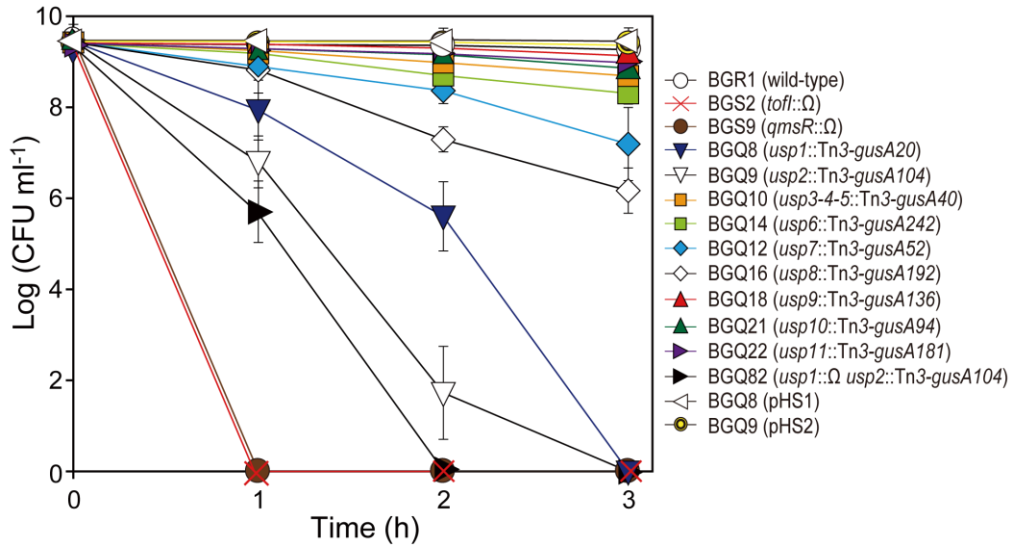 10
8
6
4
2
0
Log (CFU ml⁻¹)
0 1 2 3
Time (h)
BGR1 (wild-type)
BGS2 (tofI::Ω)
BGS9 (qmsR::Ω)
BGQ8 (usp1::Tn3-gusA20)
BGQ9 (usp2::Tn3-gusA104)
BGQ10 (usp3-4-5::Tn3-gusA40)
BGQ14 (usp6::Tn3-gusA242)
BGQ12 (usp7::Tn3-gusA52)
BGQ16 (usp8::Tn3-gusA192)
BGQ18 (usp9::Tn3-gusA136)
BGQ21 (usp10::Tn3-gusA94)
BGQ22 (usp11::Tn3-gusA181)
BGQ82 (usp1::Ω usp2::Tn3-gusA104)
BGQ8 (pHS1)
BGQ9 (pHS2)